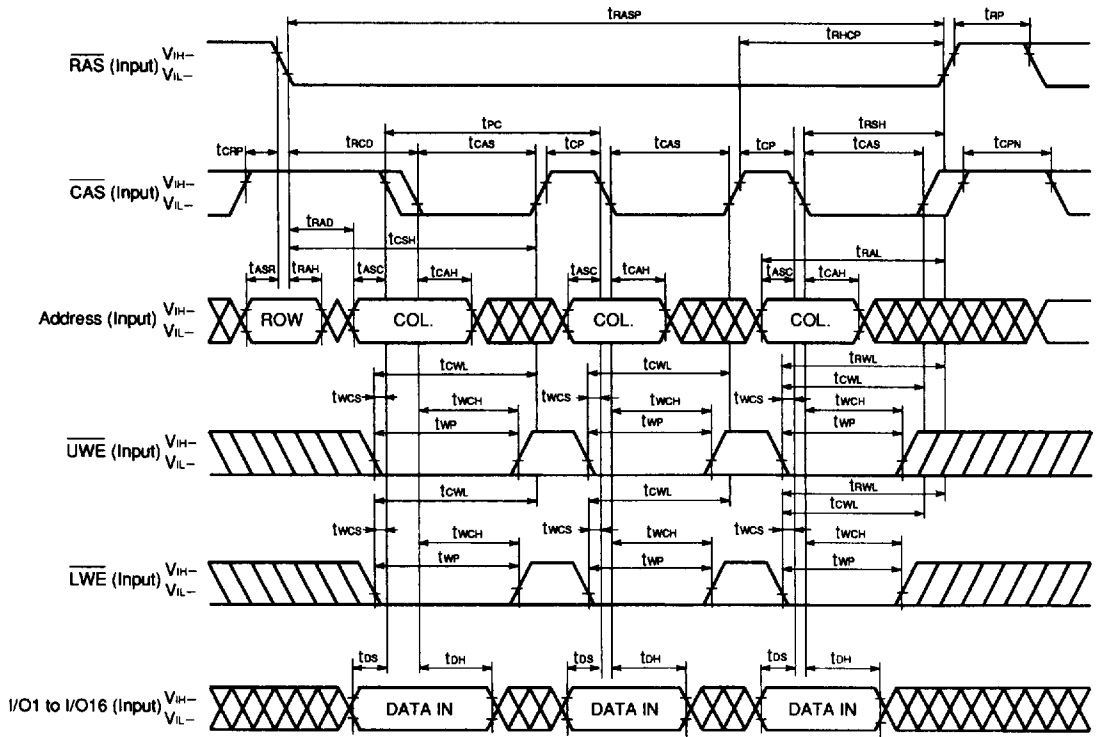 tRASP
tRP
tRHCP
RAS (Input) VIH–
VIL–
tPC
tRSH
tCRP
tRCD
tCAS
tCP
tCAS
tCP
tCAS
tCPN
CAS (Input) VIH–
VIL–
tRAD
tCSH
tRAL
tASR
tRAH
tASC
tCAH
tASC
tCAH
tASC
tCAH
Address (Input) VIH–
VIL–
ROW
COL.
COL.
COL.
tRWL
tCWL
tCWL
tCWL
tWCS
tWCH
tWCS
tWCH
tWCS
tWCH
tWP
tWP
tWP
UWE (Input) VIH–
VIL–
tRWL
tCWL
tCWL
tCWL
tWCS
tWCH
tWCS
tWCH
tWCS
tWCH
tWP
tWP
tWP
LWE (Input) VIH–
VIL–
tDS
tDH
tDS
tDH
tDS
tDH
I/O1 to I/O16 (Input) VIH–
VIL–
DATA IN
DATA IN
DATA IN